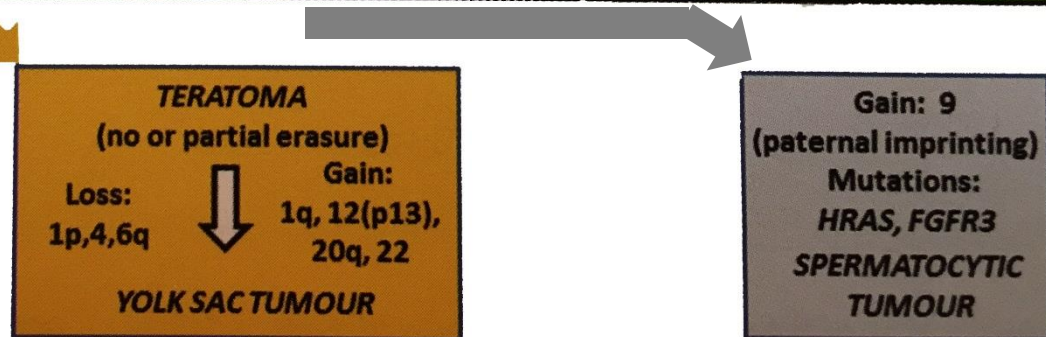 TERATOMA
(no or partial erasure)
Loss:
1p,4,6q
Gain:
1q, 12(p13),
20q, 22
YOLK SAC TUMOUR
Gain: 9
(paternal imprinting)
Mutations:
HRAS, FGFR3
SPERMATOCYTIC
TUMOUR